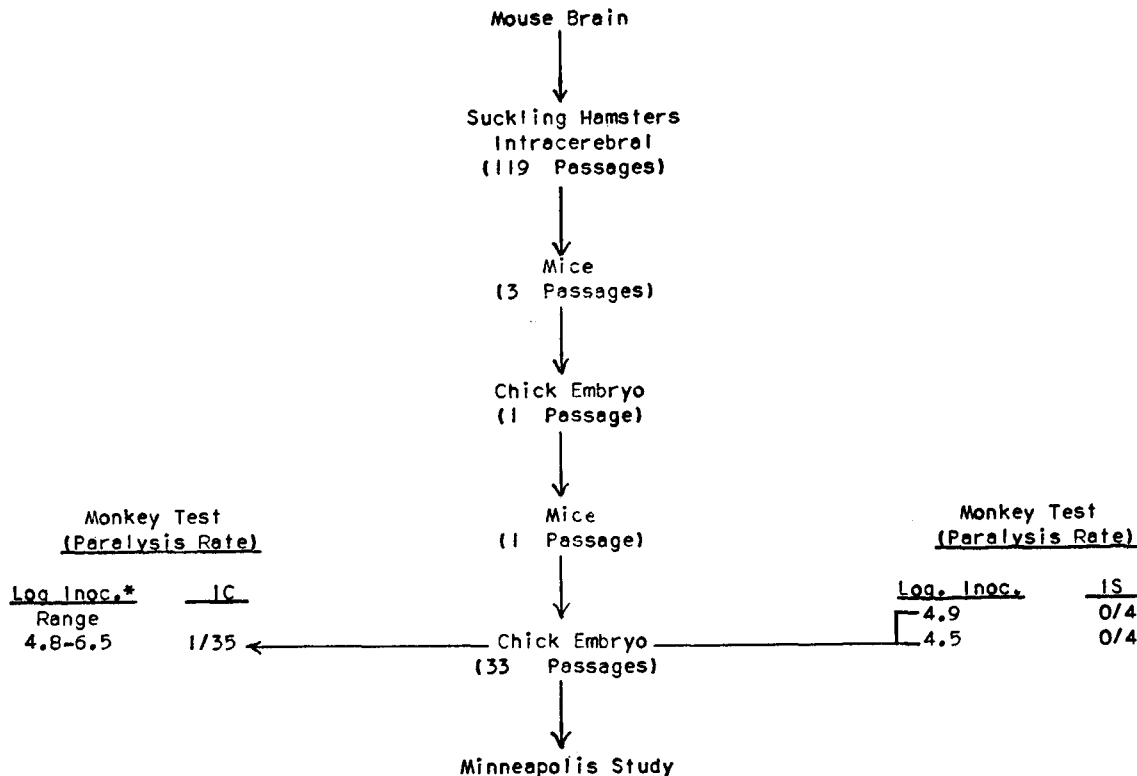 Mouse Brain
Suckling Hamsters
Intracerebral
(119 Passages)
Mice
(3 Passages)
Chick Embryo
(1 Passage)
Mice
(1 Passage)
Monkey Test
(Paralysis Rate)
Log Inoc.* IC
Range
4.8-6.5 1/35
Monkey Test
(Paralysis Rate)
Log. Inoc. IS
4.9 0/4
4.5 0/4
Chick Embryo
(33 Passages)
Minneapolis Study